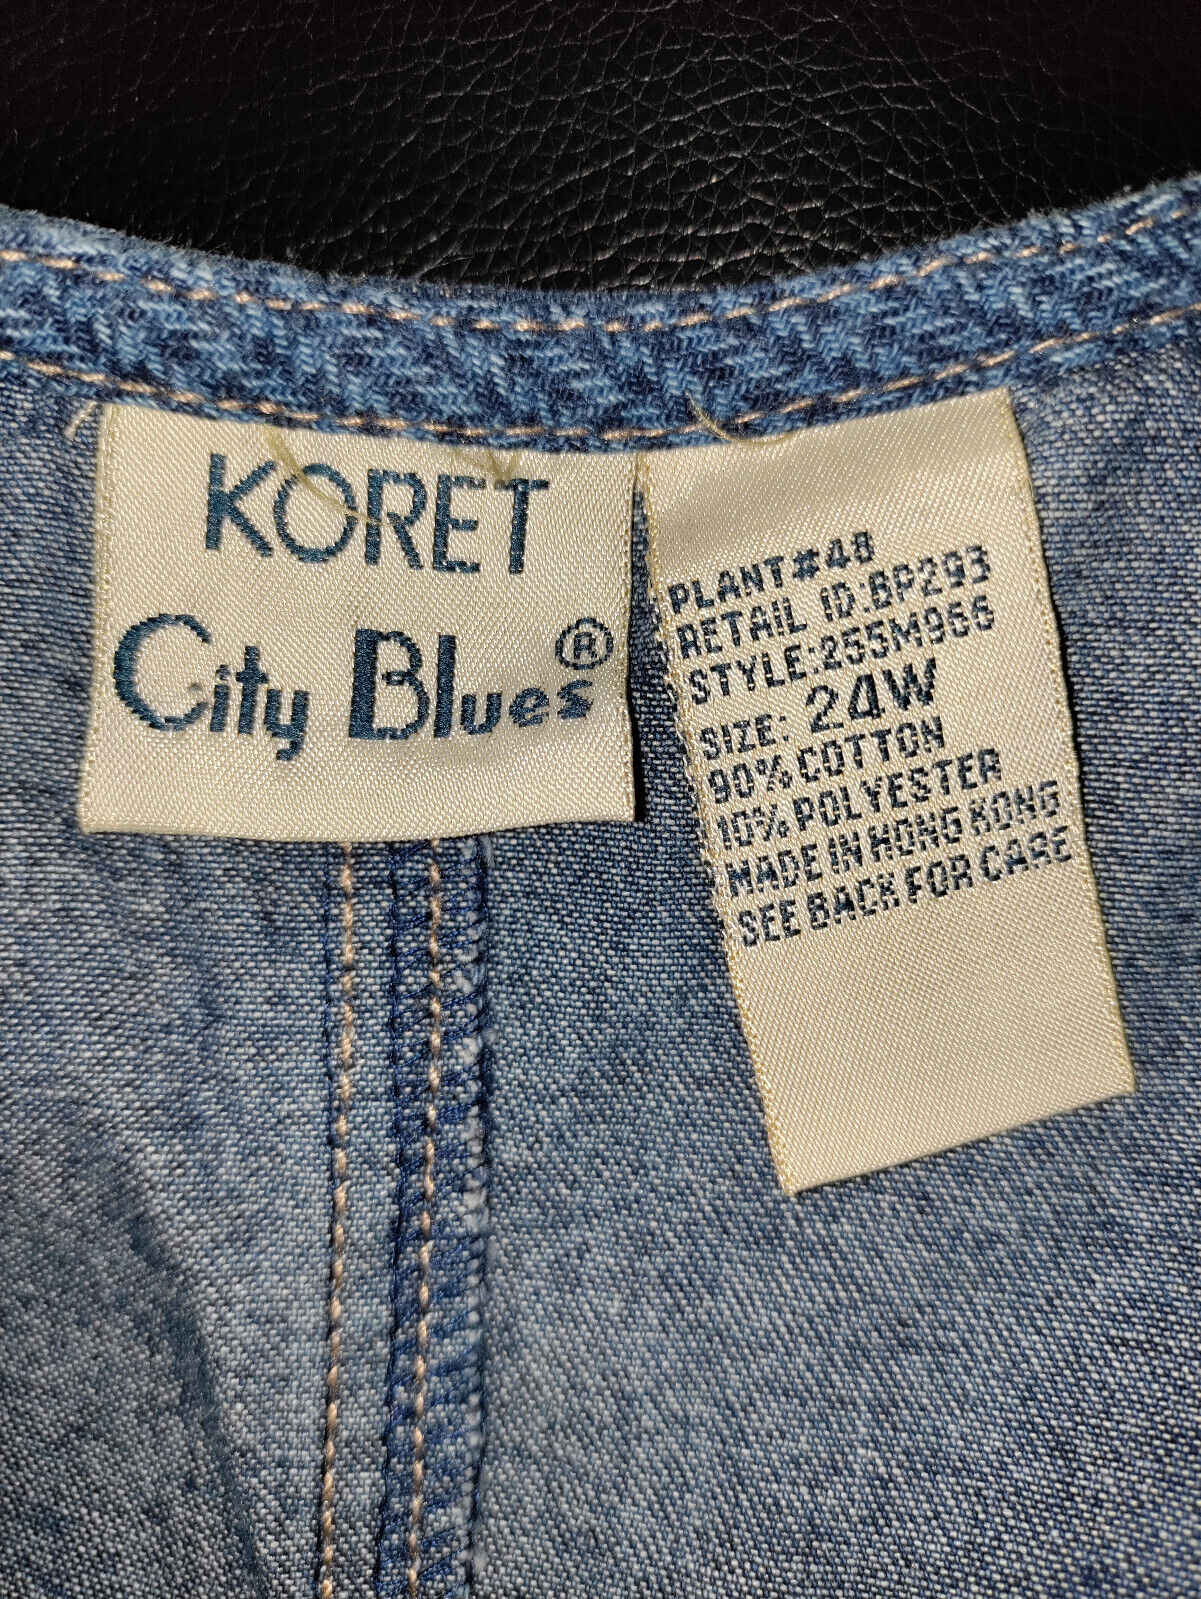 KORET
City Blues®
PLANT#48
RETAIL ID:BP293
STYLE:255M966
SIZE: 24W
90% COTTON
10% POLYESTER
MADE IN HONG KONG
SEE BACK FOR CARE